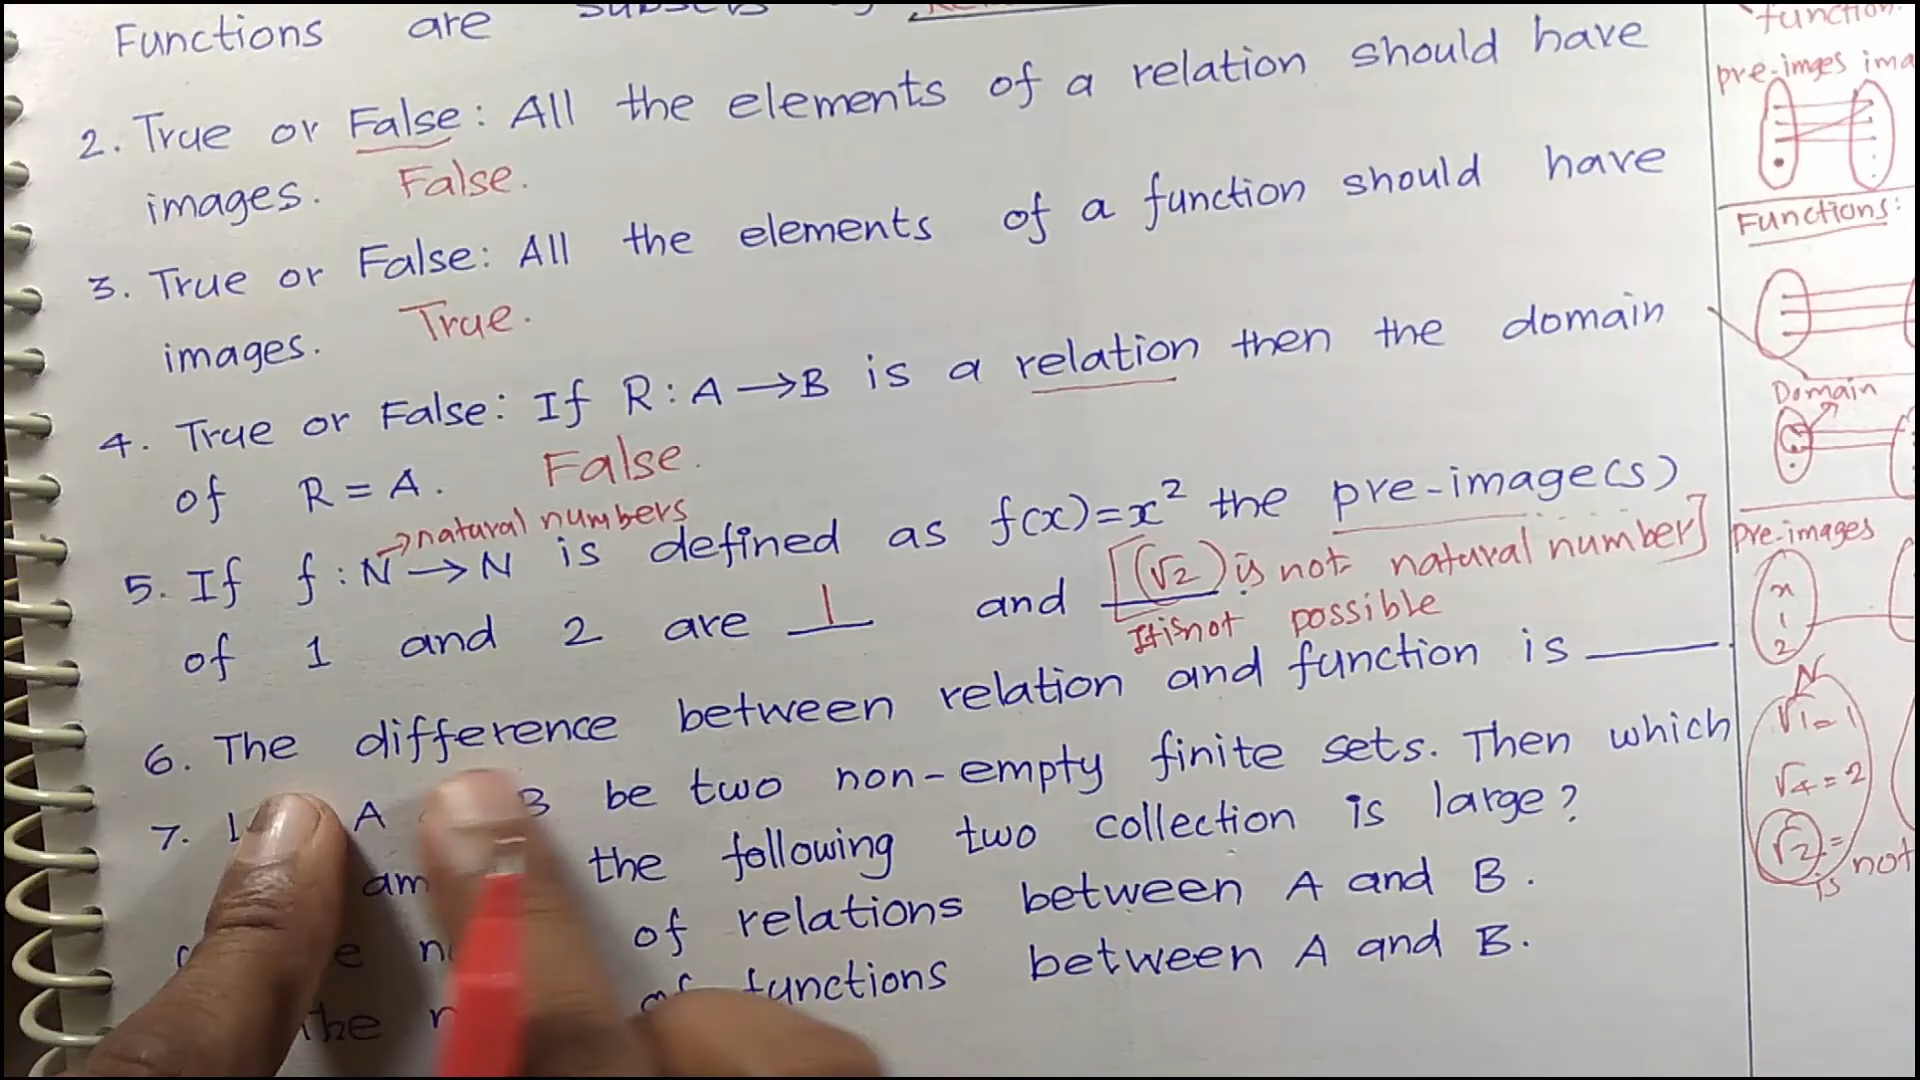 Functions are subsets
2. True or False: All the elements of a relation should have
images. False.
3. True or False: All the elements of a function should have
images. True.
4. True or False: If R: A→B is a relation then the domain
of R = A. False.
→natural numbers
5. If f: N→N is defined as f(x)=x² the pre-image(s)
of 1 and 2 are 1 and [(√2) is not natural number]
It is not possible
6. The difference between relation and function is ____
7. A B be two non-empty finite sets. Then which
the following two collection is large?
of relations between A and B.
the of functions between A and B.
function.
pre-imges ima
Functions:
Domain
pre-images
x
1
2
N
√1=1
√4=2
√2=
is not